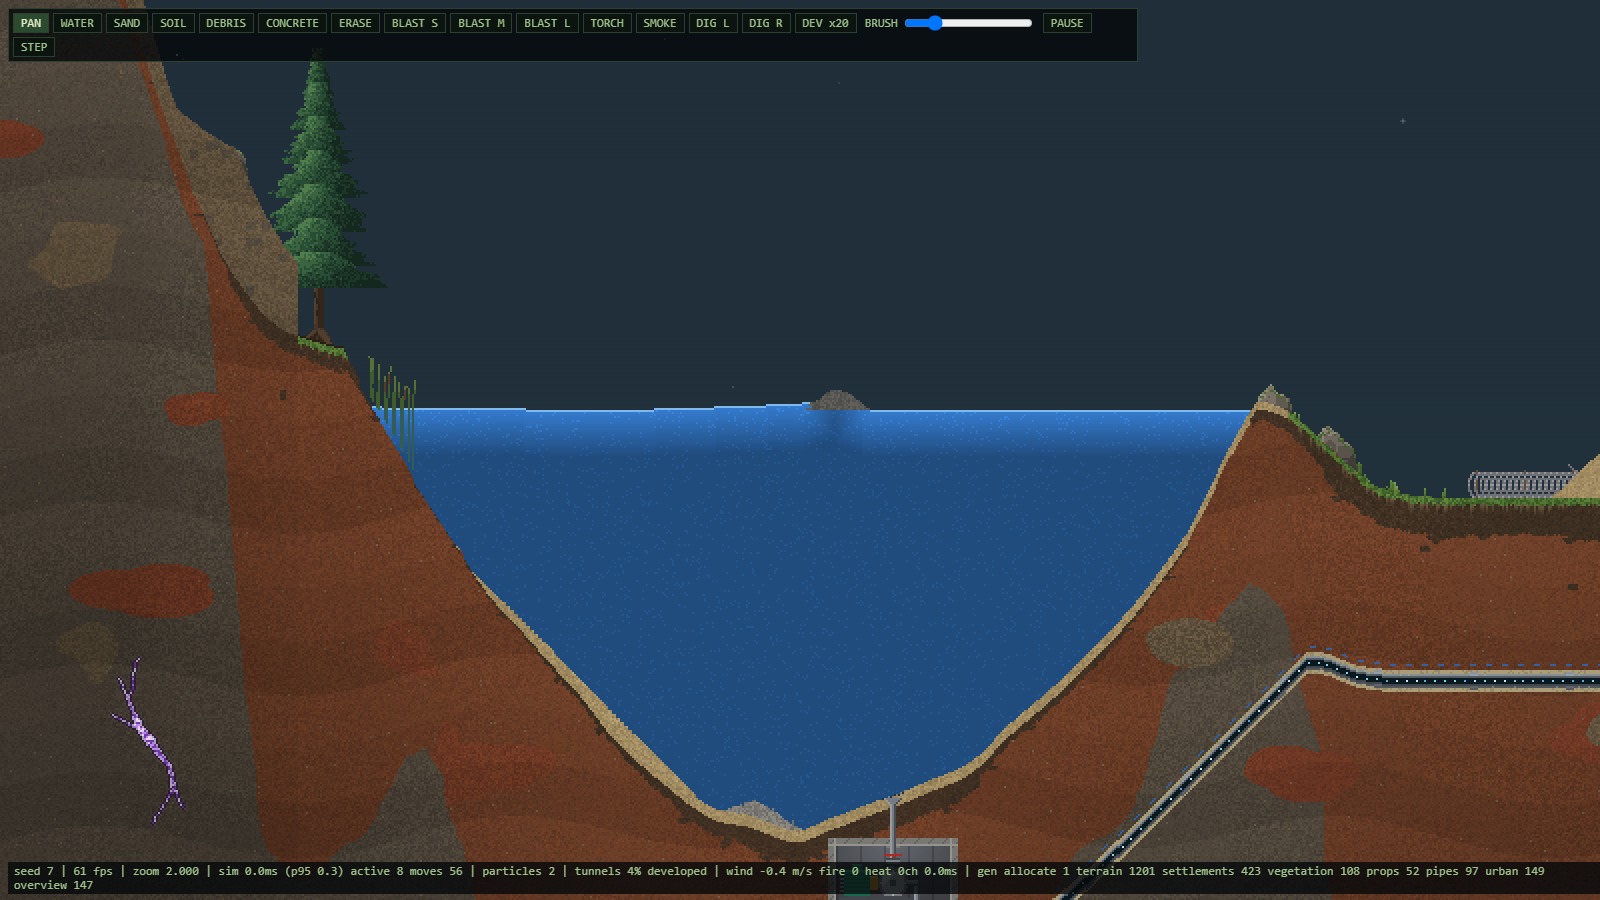 PAN WATER SAND SOIL DEBRIS CONCRETE ERASE BLAST S BLAST M BLAST L TORCH SMOKE DIG L DIG R DEV x20 BRUSH PAUSE
STEP
seed 7 | 61 fps | zoom 2.000 | sim 0.0ms (p95 0.3) active 8 moves 56 | particles 2 | tunnels 4% developed | wind -0.4 m/s fire 0 heat 0ch 0.0ms | gen allocate 1 terrain 1201 settlements 423 vegetation 108 props 52 pipes 97 urban 149
overview 147